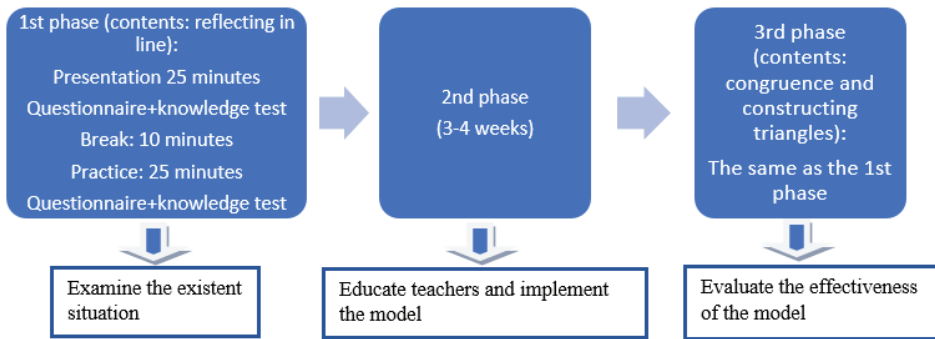 1st phase (contents: reflecting in
line):
Presentation 25 minutes
Questionnaire+knowledge test
Break: 10 minutes
Practice: 25 minutes
Questionnaire+knowledge test
2nd phase
(3-4 weeks)
3rd phase
(contents:
congruence and
constructing
triangles):
The same as the 1st
phase
Examine the existent
situation
Educate teachers and implement
the model
Evaluate the effectiveness
of the model